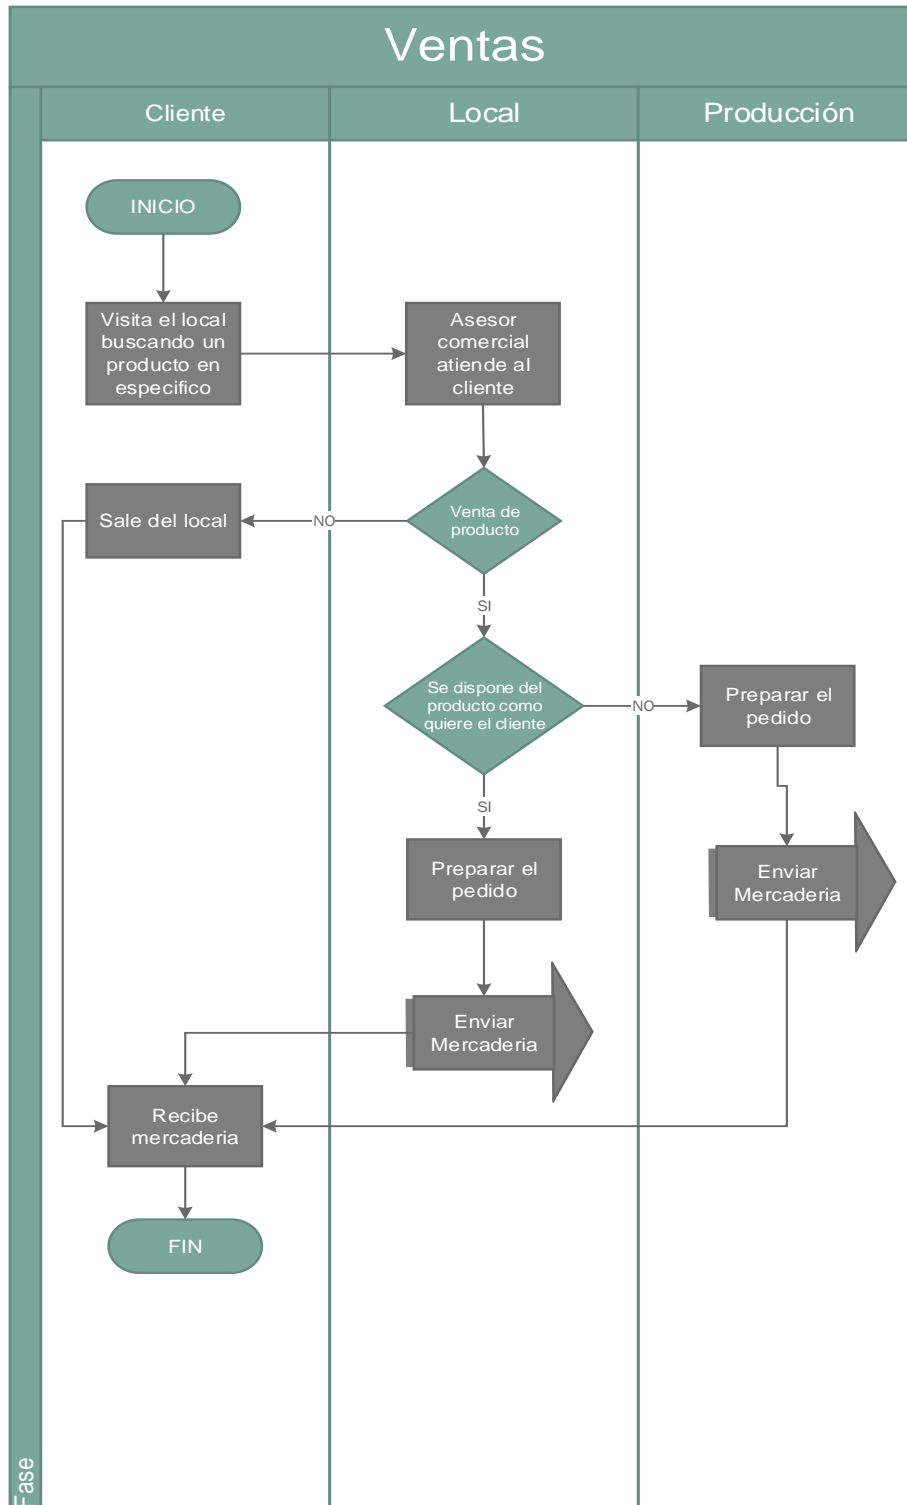 Ventas
Cliente
Local
Producción
INICIO
Visita el local
buscando un
producto en
especifico
Asesor
comercial
atiende al
cliente
Sale del local
NO
Venta de
producto
SI
Se dispone del
producto como
quiere el cliente
NO
Preparar el
pedido
SI
Preparar el
pedido
Enviar
Mercaderia
Enviar
Mercaderia
Recibe
mercaderia
FIN
Fase